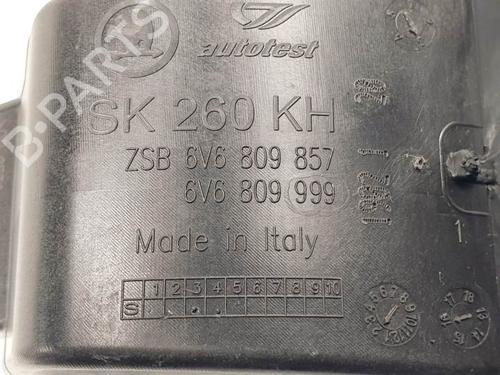 autotest
B-PARTS
SK 260 KH
ZSB 6V6 809 857
6V6 809 999
Made in Italy
1
1 2 3 4 5 6 7 8 9 10
S